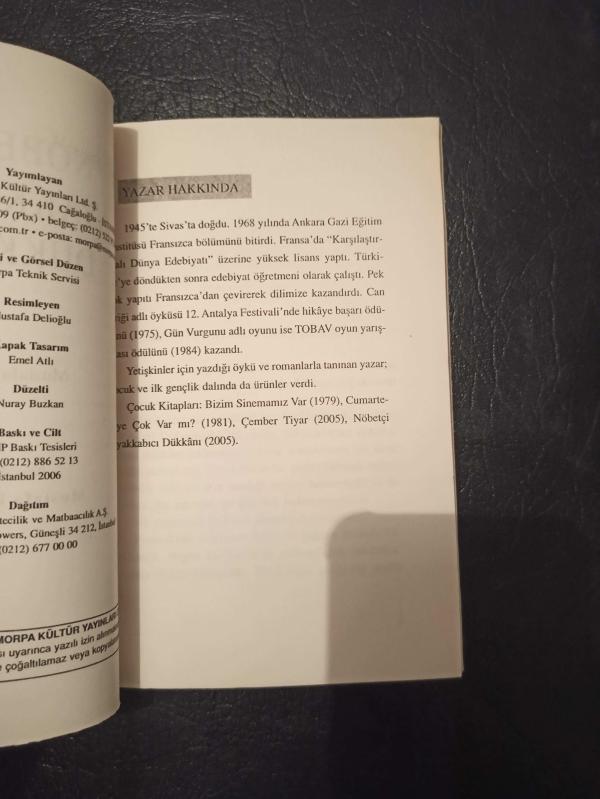 Yayımlayan
Kültür Yayınları Ltd. Ş.
6/1, 34 410 Cağaloğlu -
09 (Pbx) • belgeç: (0212)
com.tr • e-posta:
i ve Görsel Düzen
pa Teknik Servisi
Resimleyen
ustafa Delioğlu
apak Tasarım
Emel Atlı
Düzelti
Nuray Buzkan
Baskı ve Cilt
P Baskı Tesisleri
(0212) 886 52 13
stanbul 2006
Dağıtım
tecilik ve Matbaacılık A.Ş.
owers, Güneşli 34 212, İstanbul
(0212) 677 00 00
MORPA KÜLTÜR YAYINLARI
sı uyarınca yazılı izin
e çoğaltılamaz veya
YAZAR HAKKINDA
1945'te Sivas'ta doğdu. 1968 yılında Ankara Gazi Eğitim
stitüsü Fransızca bölümünü bitirdi. Fransa'da "Karşılaştır-
alı Dünya Edebiyatı" üzerine yüksek lisans yaptı. Türki-
'ye döndükten sonra edebiyat öğretmeni olarak çalıştı. Pek
ok yapıtı Fransızca'dan çevirerek dilimize kazandırdı. Can
riği adlı öyküsü 12. Antalya Festivali'nde hikâye başarı ödü-
nü (1975), Gün Vurgunu adlı oyunu ise TOBAV oyun yarış-
ası ödülünü (1984) kazandı.
Yetişkinler için yazdığı öykü ve romanlarla tanınan yazar;
ocuk ve ilk gençlik dalında da ürünler verdi.
Çocuk Kitapları: Bizim Sinemamız Var (1979), Cumarte-
ye Çok Var mı? (1981), Çember Tiyar (2005), Nöbetçi
yakkabıcı Dükkânı (2005).